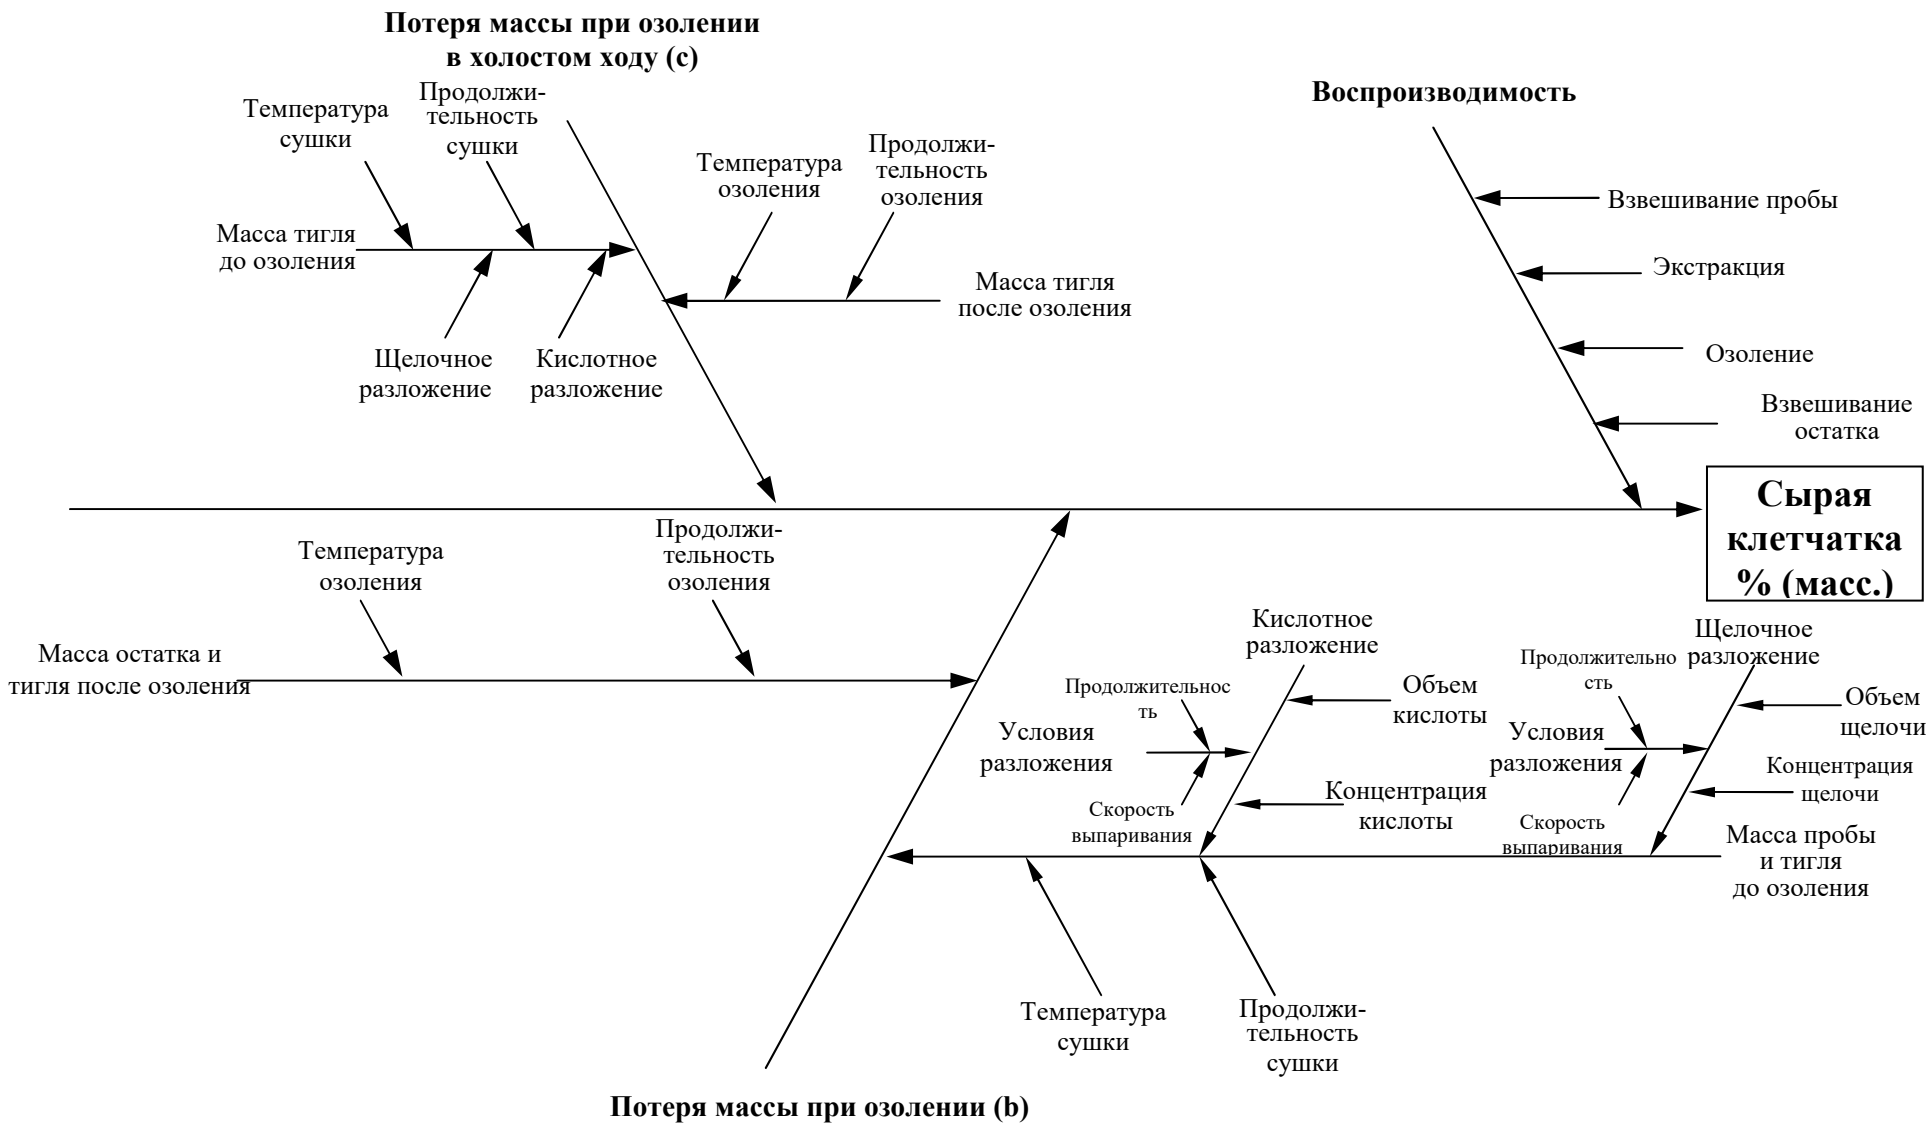 Потеря массы при озолении
в холостом ходу (c)
Температура
сушки
Продолжи-
тельность
сушки
Температура
озоления
Продолжи-
тельность
озоления
Масса тигля
до озоления
Масса тигля
после озоления
Щелочное
разложение
Кислотное
разложение
Воспроизводимость
Взвешивание пробы
Экстракция
Озоление
Взвешивание
остатка
Сырая
клетчатка
% (масс.)
Температура
озоления
Продолжи-
тельность
озоления
Масса остатка и
тигля после озоления
Кислотное
разложение
Продолжительнос
ть
Объем
кислоты
Условия
разложения
Скорость
выпаривания
Концентрация
кислоты
Щелочное
разложение
Продолжительно
сть
Объем
щелочи
Условия
разложения
Концентрация
щелочи
Скорость
выпаривания
Масса пробы
и тигля
до озоления
Температура
сушки
Продолжи-
тельность
сушки
Потеря массы при озолении (b)